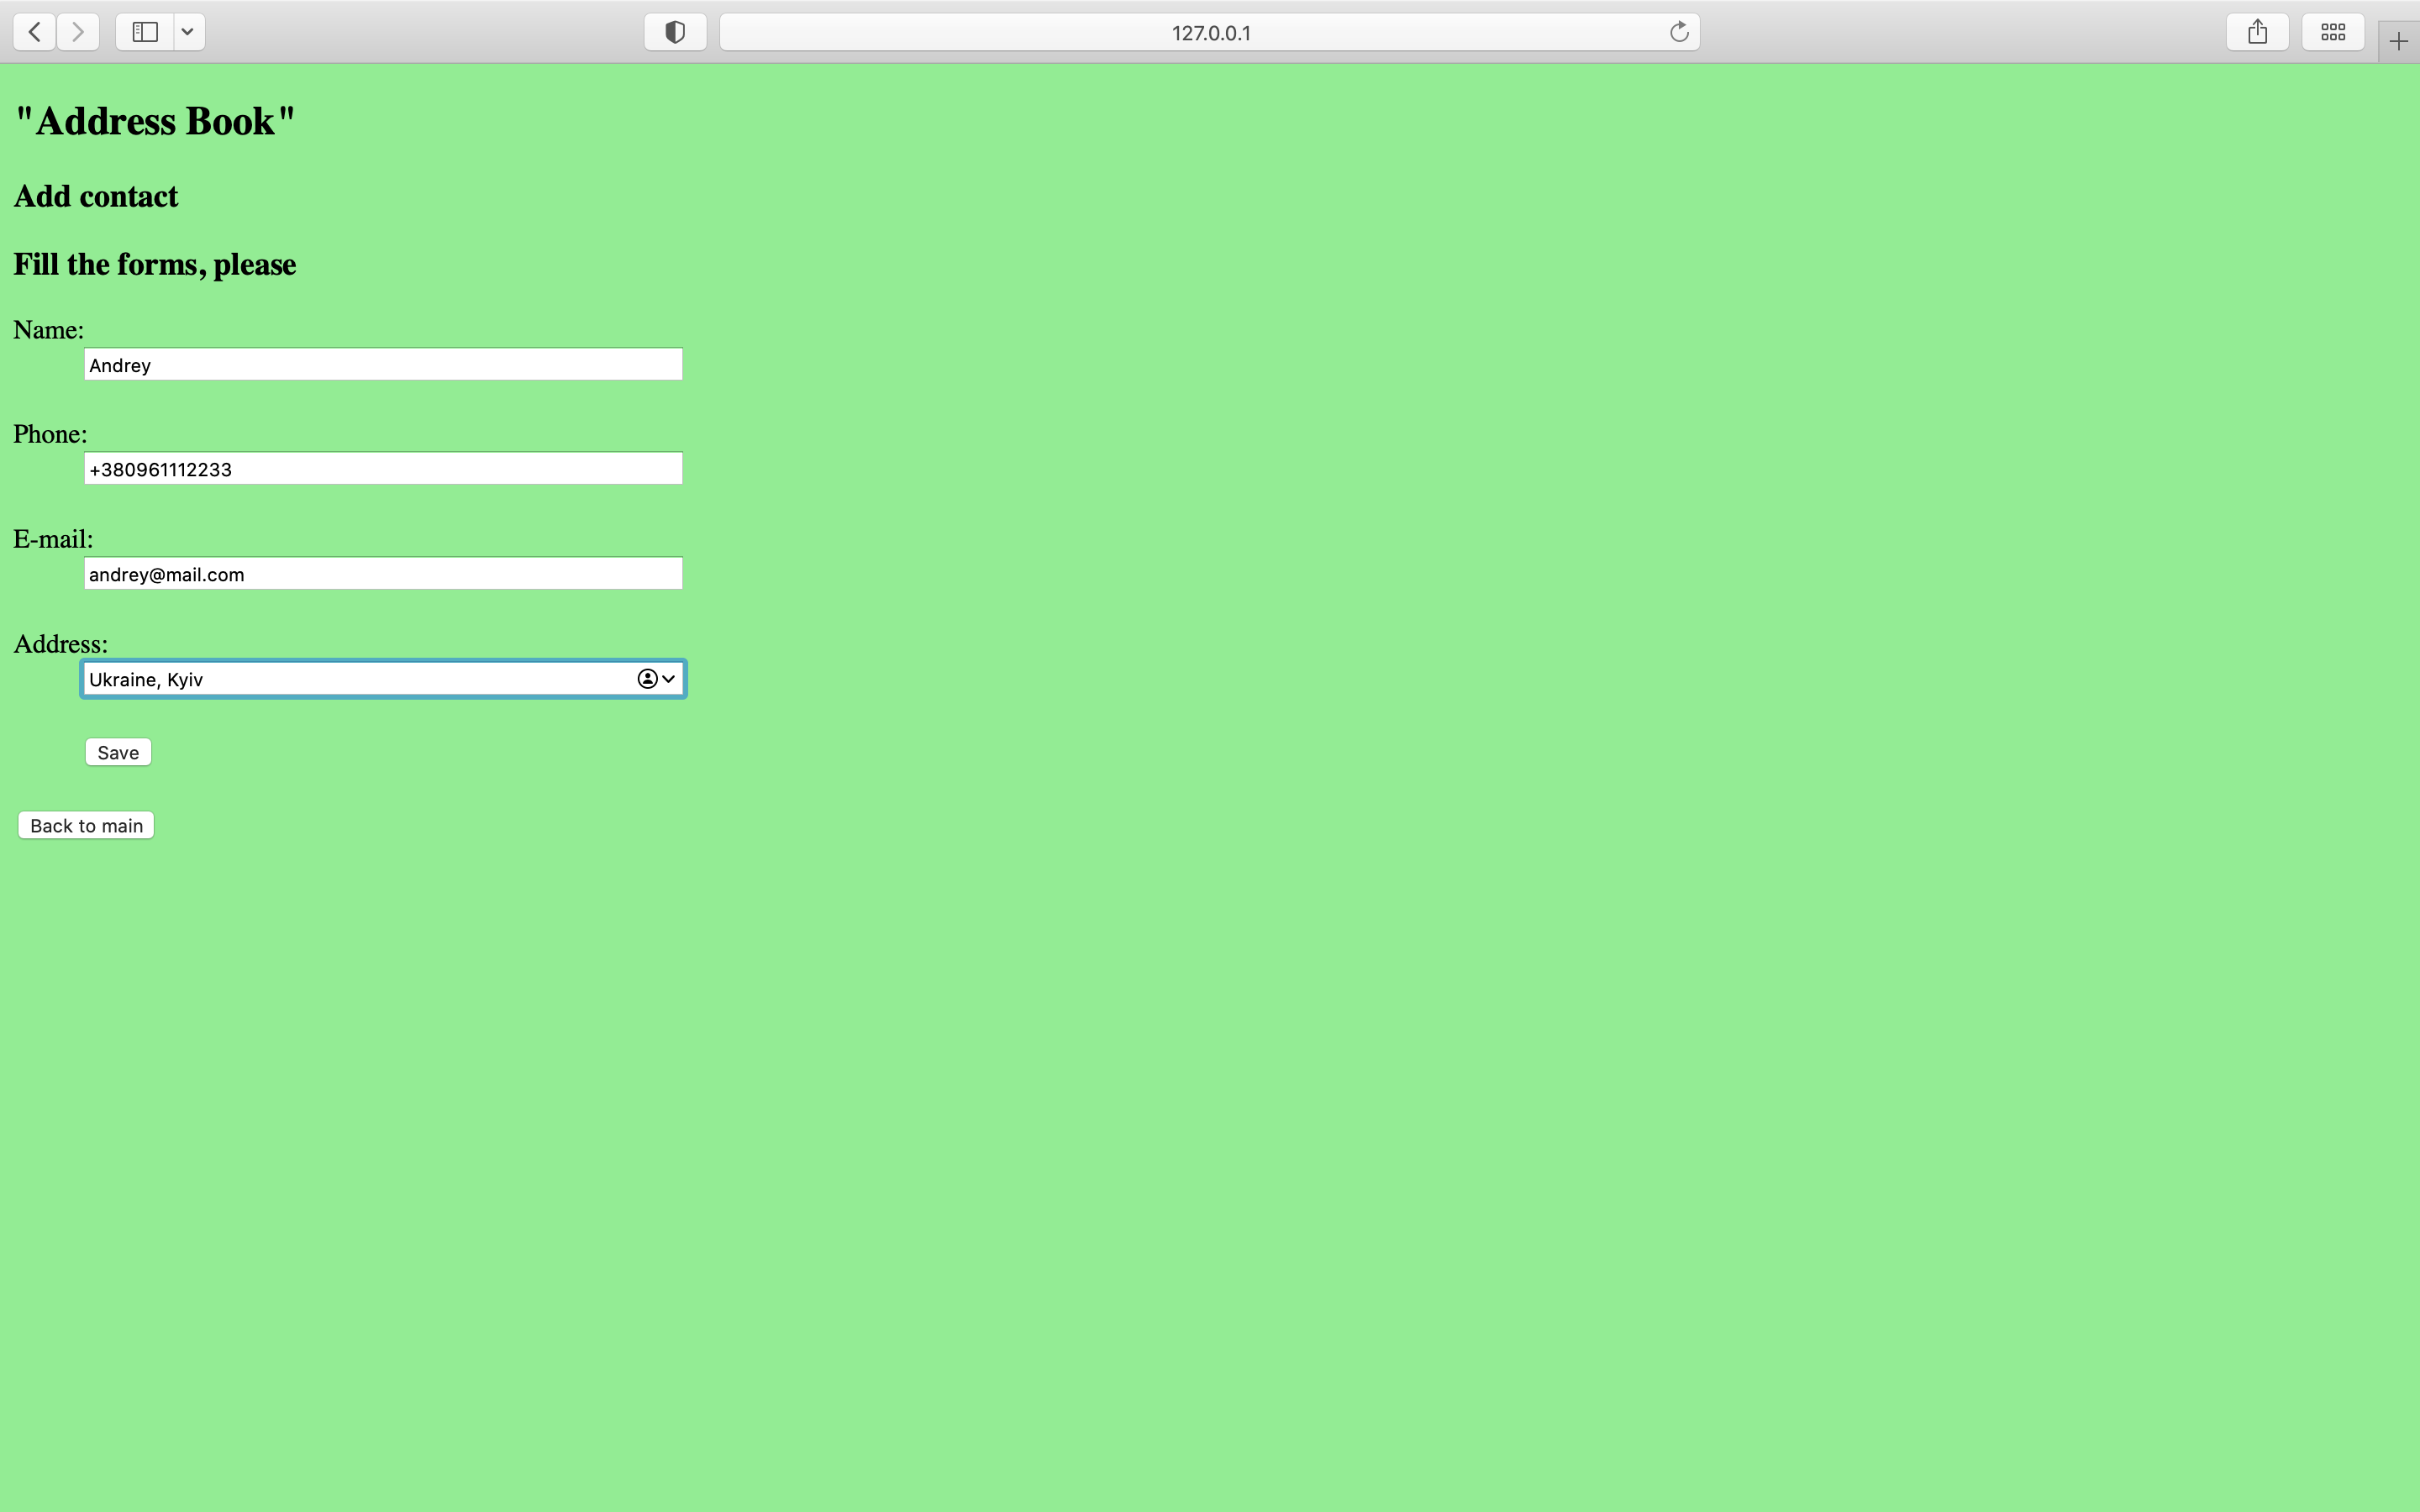 127.0.0.1
"Address Book"
Add contact
Fill the forms, please
Name:
Andrey
Phone:
+380961112233
E-mail:
andrey@mail.com
Address:
Ukraine, Kyiv
Save
Back to main